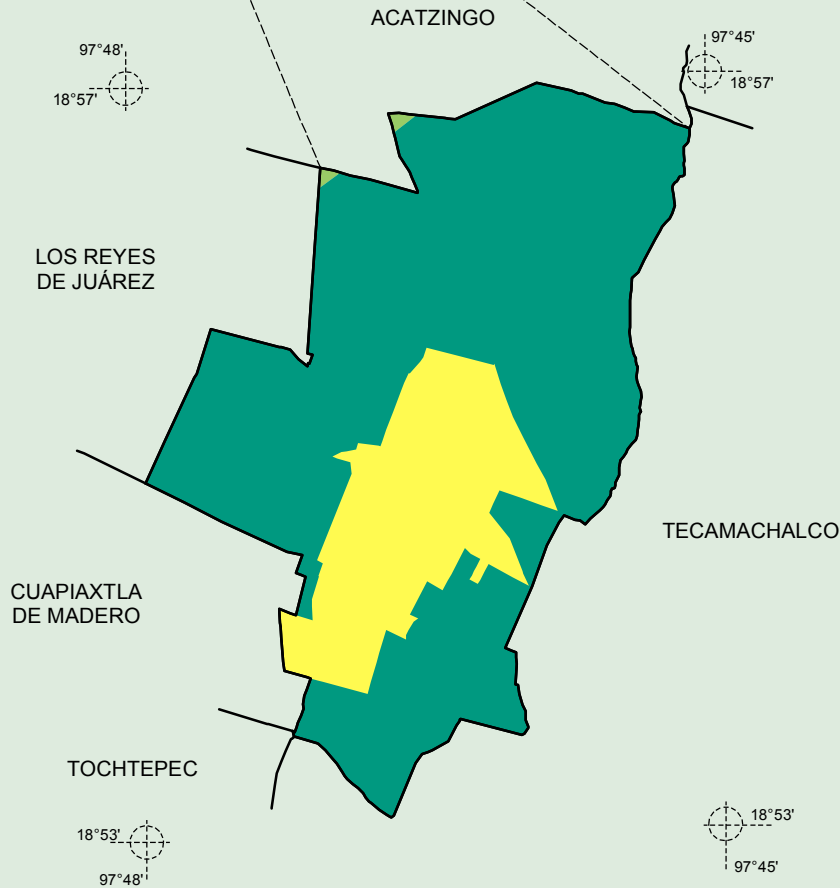 ACATZINGO
97°48'
18°57'
97°45'
18°57'
LOS REYES
DE JUÁREZ
TECAMACHALCO
CUAPIAXTLA
DE MADERO
TOCHTEPEC
18°53'
97°48'
18°53'
97°45'